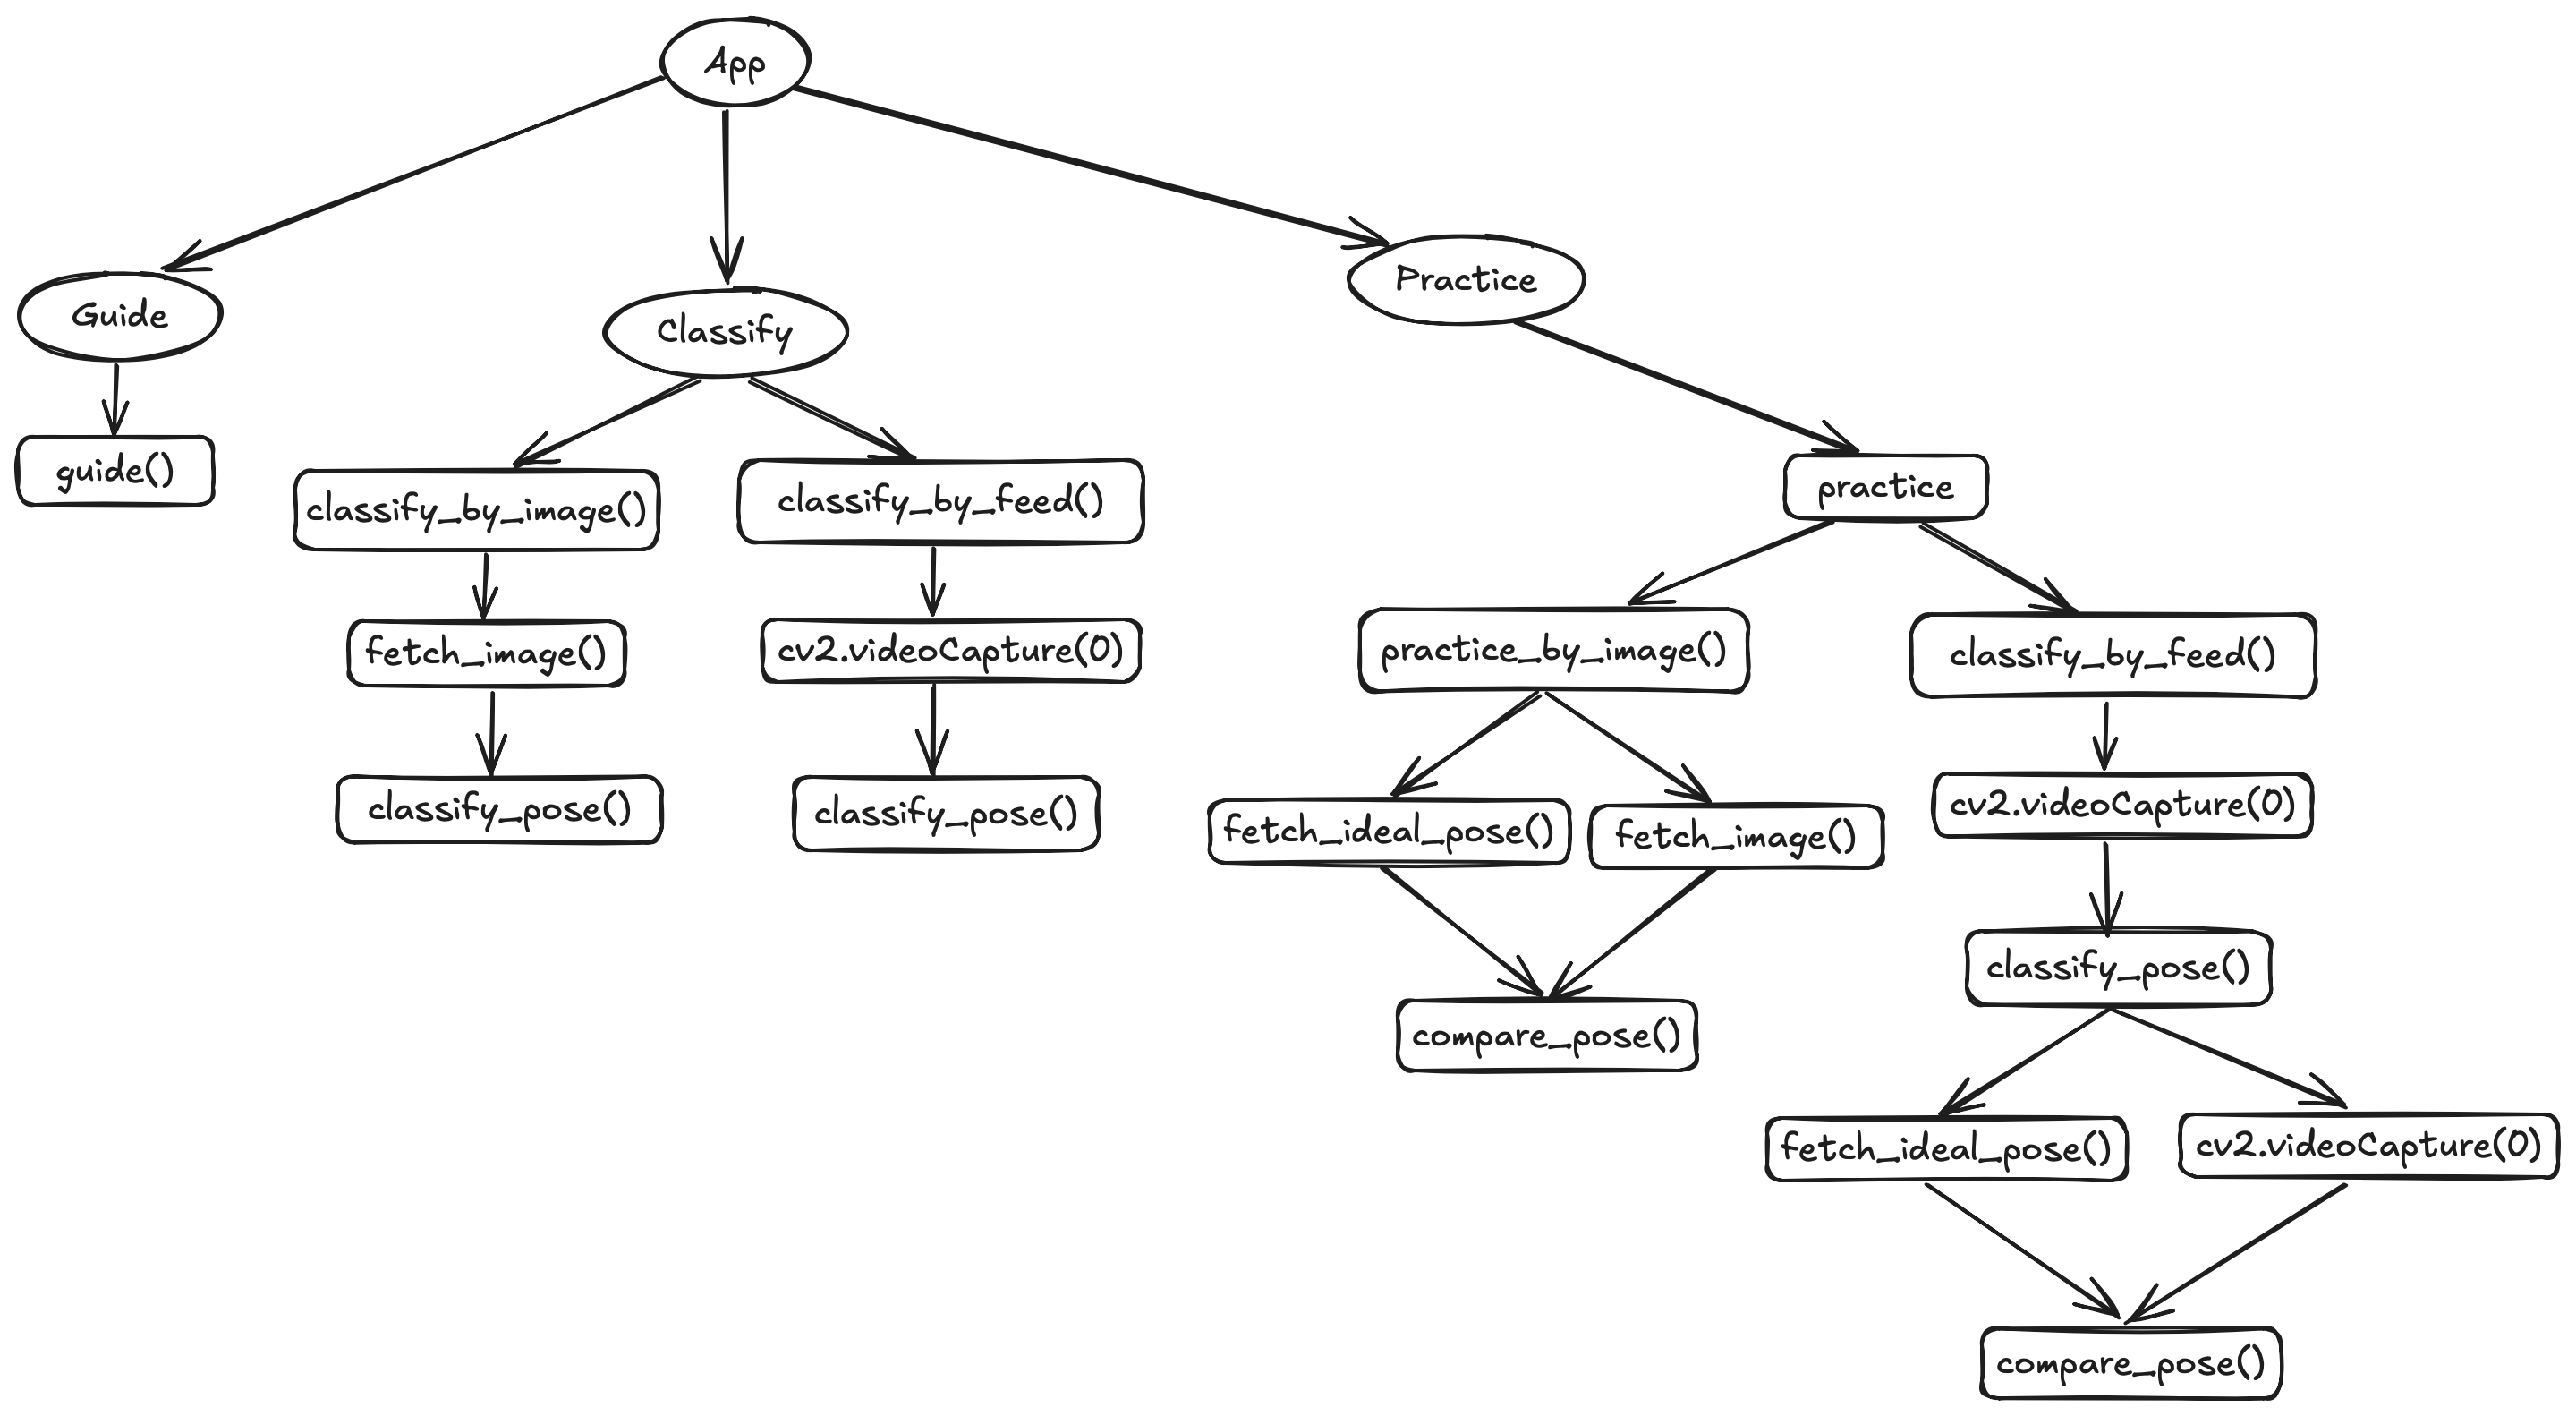 App
Guide
Classify
Practice
guide()
classify_by_image()
classify_by_feed()
practice
fetch_image()
cv2.videoCapture(0)
practice_by_image()
classify_by_feed()
classify_pose()
classify_pose()
fetch_ideal_pose()
fetch_image()
cv2.videoCapture(0)
compare_pose()
classify_pose()
fetch_ideal_pose()
cv2.videoCapture(0)
compare_pose()